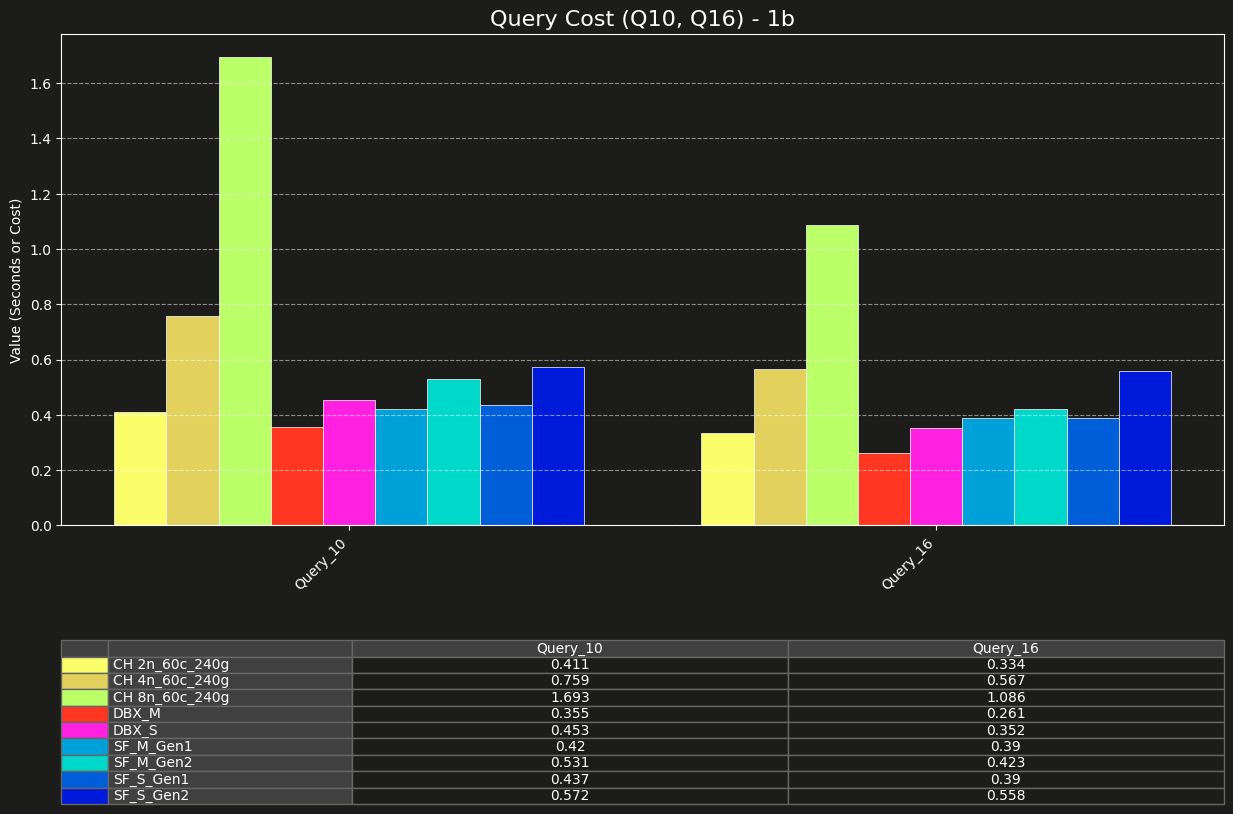 Query Cost (Q10, Q16) - 1b
Value (Seconds or Cost)
1.6
1.4
1.2
1.0
0.8
0.6
0.4
0.2
0.0
Query_10 Query_16
Query_10 Query_16
CH 2n_60c_240g 0.411 0.334
CH 4n_60c_240g 0.759 0.567
CH 8n_60c_240g 1.693 1.086
DBX_M 0.355 0.261
DBX_S 0.453 0.352
SF_M_Gen1 0.42 0.39
SF_M_Gen2 0.531 0.423
SF_S_Gen1 0.437 0.39
SF_S_Gen2 0.572 0.558